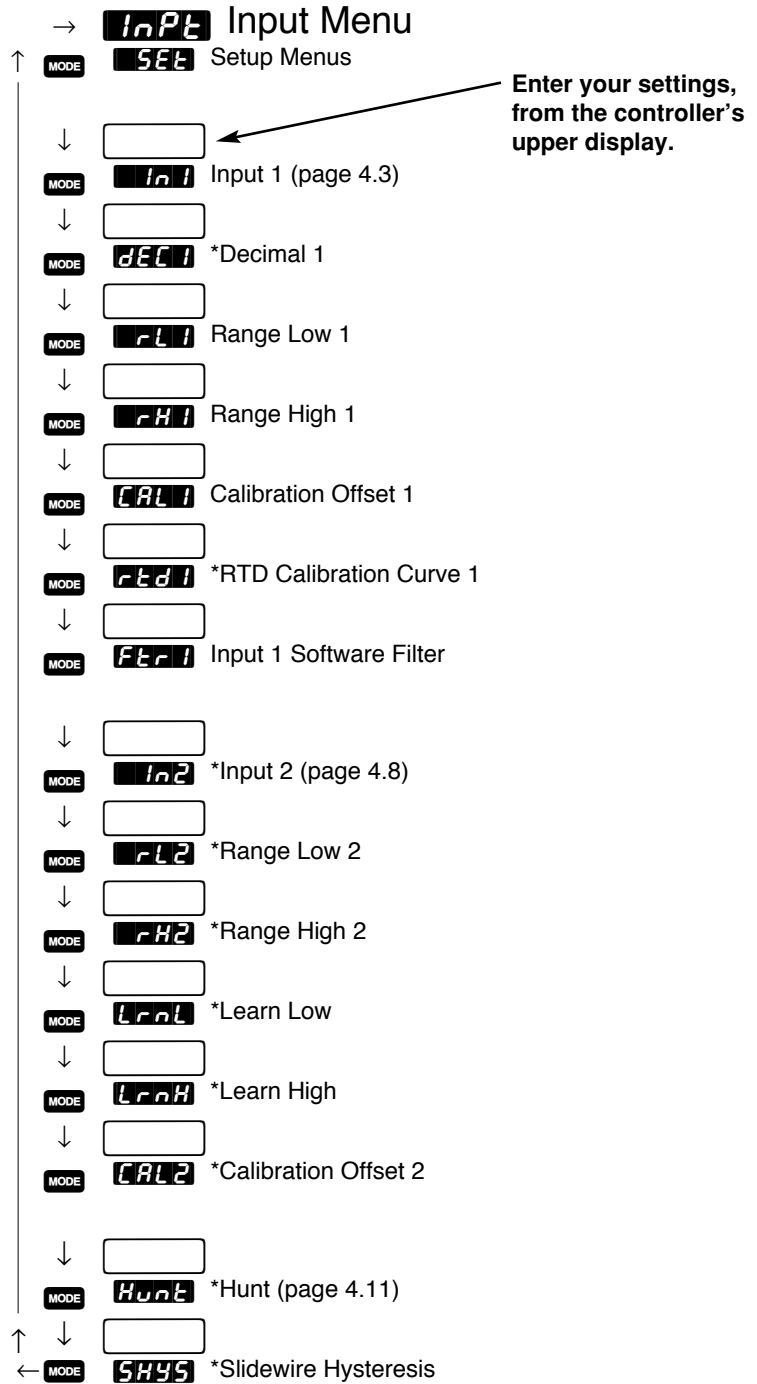 → InPt Input Menu
↑ MODE SEt Setup Menus
Enter your settings,
from the controller's
upper display.
↓
MODE In1 Input 1 (page 4.3)
↓
MODE dEC1 *Decimal 1
↓
MODE rL1 Range Low 1
↓
MODE rH1 Range High 1
↓
MODE CAL1 Calibration Offset 1
↓
MODE rtd1 *RTD Calibration Curve 1
↓
MODE Ftr1 Input 1 Software Filter
↓
MODE In2 *Input 2 (page 4.8)
↓
MODE rL2 *Range Low 2
↓
MODE rH2 *Range High 2
↓
MODE LrnL *Learn Low
↓
MODE LrnH *Learn High
↓
MODE CAL2 *Calibration Offset 2
↓
MODE Hunt *Hunt (page 4.11)
↑ ↓
← MODE SHYS *Slidewire Hysteresis